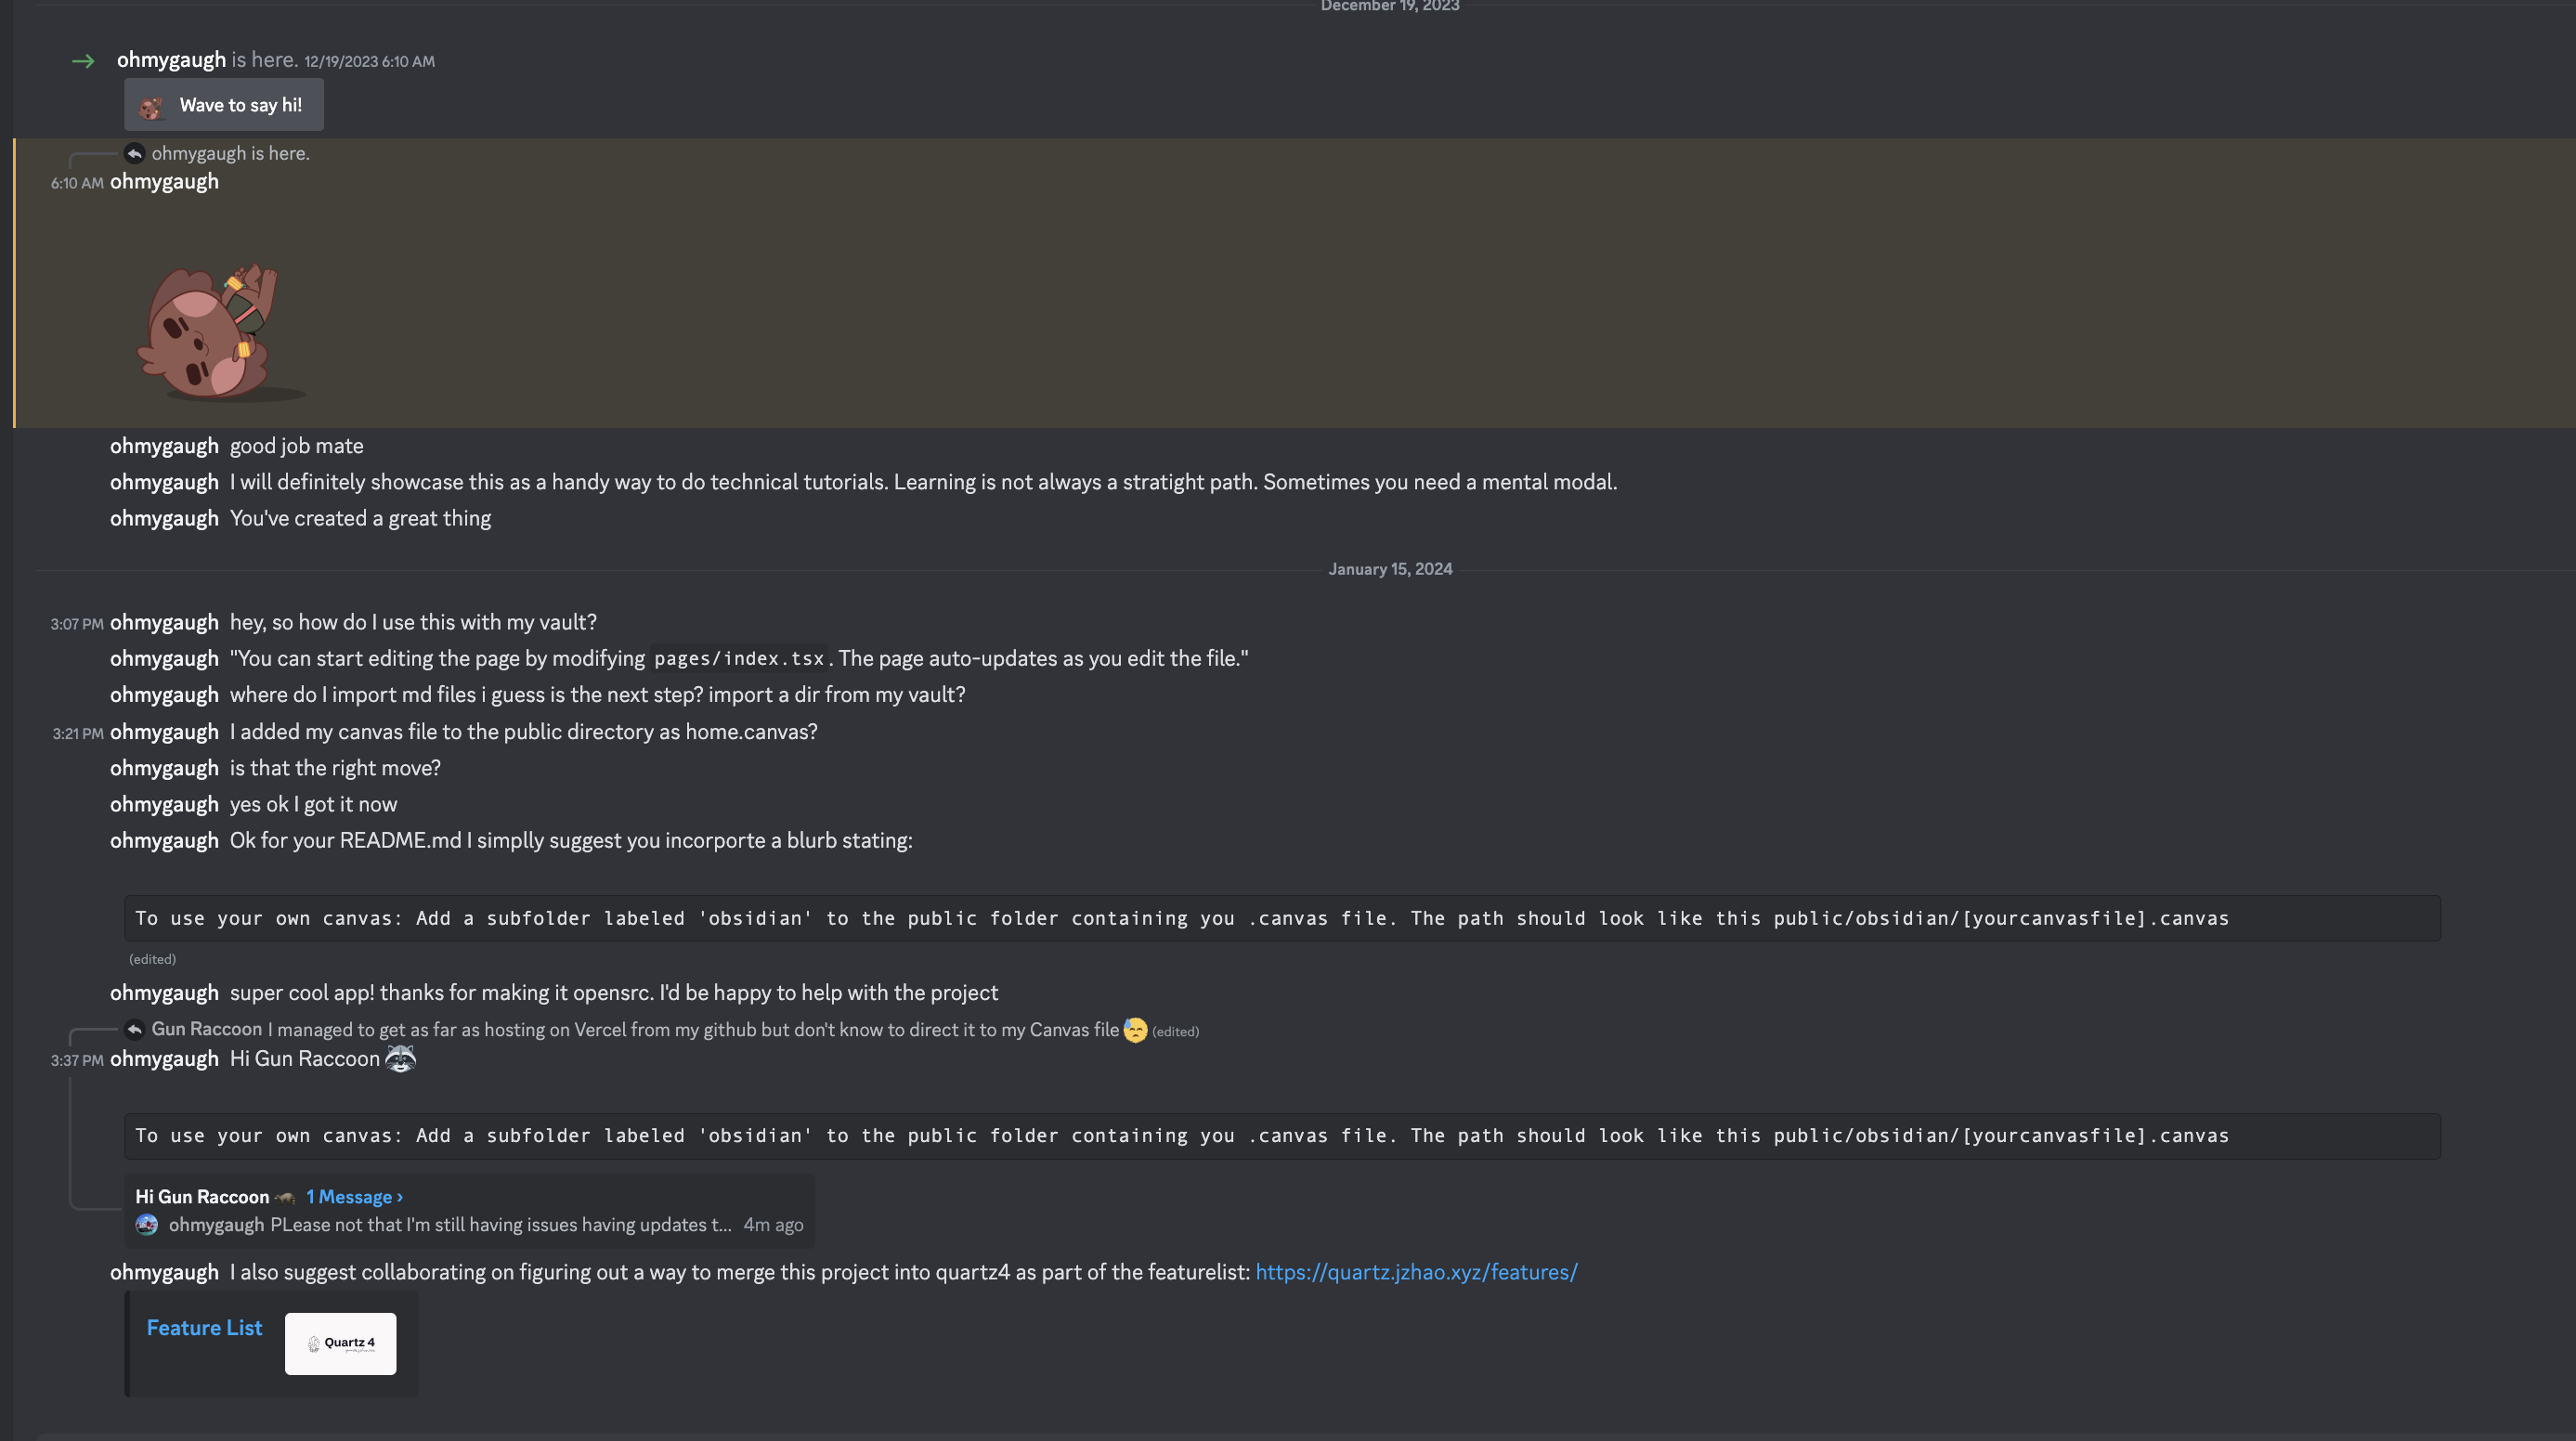 December 19, 2023
ohmygaugh is here. 12/19/2023 6:10 AM
Wave to say hi!
ohmygaugh is here.
6:10 AM ohmygaugh
ohmygaugh good job mate
ohmygaugh I will definitely showcase this as a handy way to do technical tutorials. Learning is not always a stratight path. Sometimes you need a mental modal.
ohmygaugh You've created a great thing
January 15, 2024
3:07 PM ohmygaugh hey, so how do I use this with my vault?
ohmygaugh "You can start editing the page by modifying pages/index.tsx. The page auto-updates as you edit the file."
ohmygaugh where do I import md files i guess is the next step? import a dir from my vault?
3:21 PM ohmygaugh I added my canvas file to the public directory as home.canvas?
ohmygaugh is that the right move?
ohmygaugh yes ok I got it now
ohmygaugh Ok for your README.md I simplly suggest you incorporte a blurb stating:
To use your own canvas: Add a subfolder labeled 'obsidian' to the public folder containing you .canvas file. The path should look like this public/obsidian/[yourcanvasfile].canvas
(edited)
ohmygaugh super cool app! thanks for making it opensrc. I'd be happy to help with the project
Gun Raccoon I managed to get as far as hosting on Vercel from my github but don't know to direct it to my Canvas file 😓 (edited)
3:37 PM ohmygaugh Hi Gun Raccoon 🦝
To use your own canvas: Add a subfolder labeled 'obsidian' to the public folder containing you .canvas file. The path should look like this public/obsidian/[yourcanvasfile].canvas
Hi Gun Raccoon 🦝 1 Message ›
ohmygaugh PLease not that I'm still having issues having updates t... 4m ago
ohmygaugh I also suggest collaborating on figuring out a way to merge this project into quartz4 as part of the featurelist: https://quartz.jzhao.xyz/features/
Feature List
Quartz 4